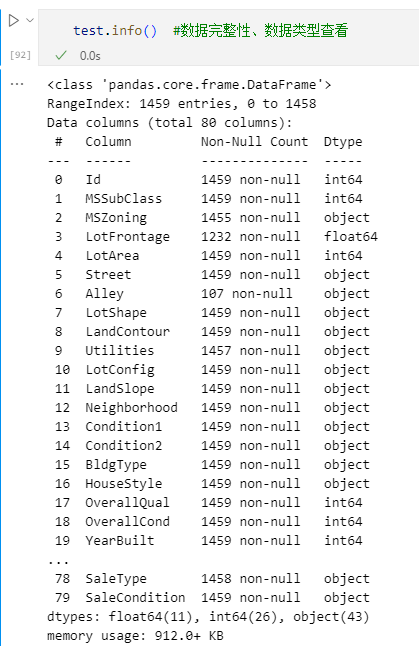 test.info()  #数据完整性、数据类型查看
[92]
0.0s
...
<class 'pandas.core.frame.DataFrame'>
RangeIndex: 1459 entries, 0 to 1458
Data columns (total 80 columns):
 #   Column         Non-Null Count  Dtype
---  ------         --------------  -----
 0   Id             1459 non-null   int64
 1   MSSubClass     1459 non-null   int64
 2   MSZoning       1455 non-null   object
 3   LotFrontage    1232 non-null   float64
 4   LotArea        1459 non-null   int64
 5   Street         1459 non-null   object
 6   Alley          107 non-null    object
 7   LotShape       1459 non-null   object
 8   LandContour    1459 non-null   object
 9   Utilities      1457 non-null   object
 10  LotConfig      1459 non-null   object
 11  LandSlope      1459 non-null   object
 12  Neighborhood   1459 non-null   object
 13  Condition1     1459 non-null   object
 14  Condition2     1459 non-null   object
 15  BldgType       1459 non-null   object
 16  HouseStyle     1459 non-null   object
 17  OverallQual    1459 non-null   int64
 18  OverallCond    1459 non-null   int64
 19  YearBuilt      1459 non-null   int64
...
 78  SaleType       1458 non-null   object
 79  SaleCondition  1459 non-null   object
dtypes: float64(11), int64(26), object(43)
memory usage: 912.0+ KB